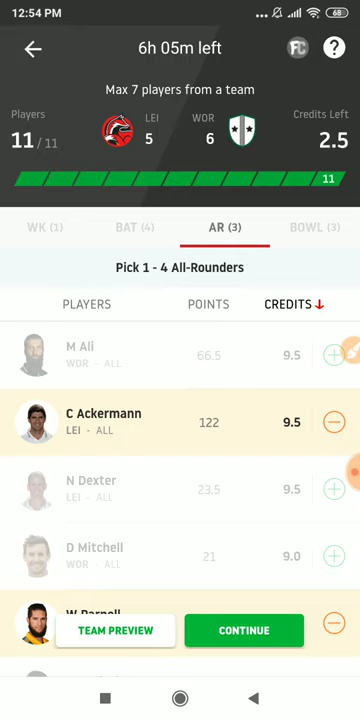 12:54 PM
68
6h 05m left
FC
?
Max 7 players from a team
Players
LEI
WOR
Credits Left
11 / 11
5
6
2.5
11
WK (1)
BAT (4)
AR (3)
BOWL (3)
Pick 1 - 4 All-Rounders
PLAYERS
POINTS
CREDITS
M Ali
WOR - ALL
66.5
9.5
C Ackermann
LEI - ALL
122
9.5
N Dexter
LEI - ALL
23.5
9.5
D Mitchell
WOR - ALL
21
9.0
W Parnell
TEAM PREVIEW
CONTINUE